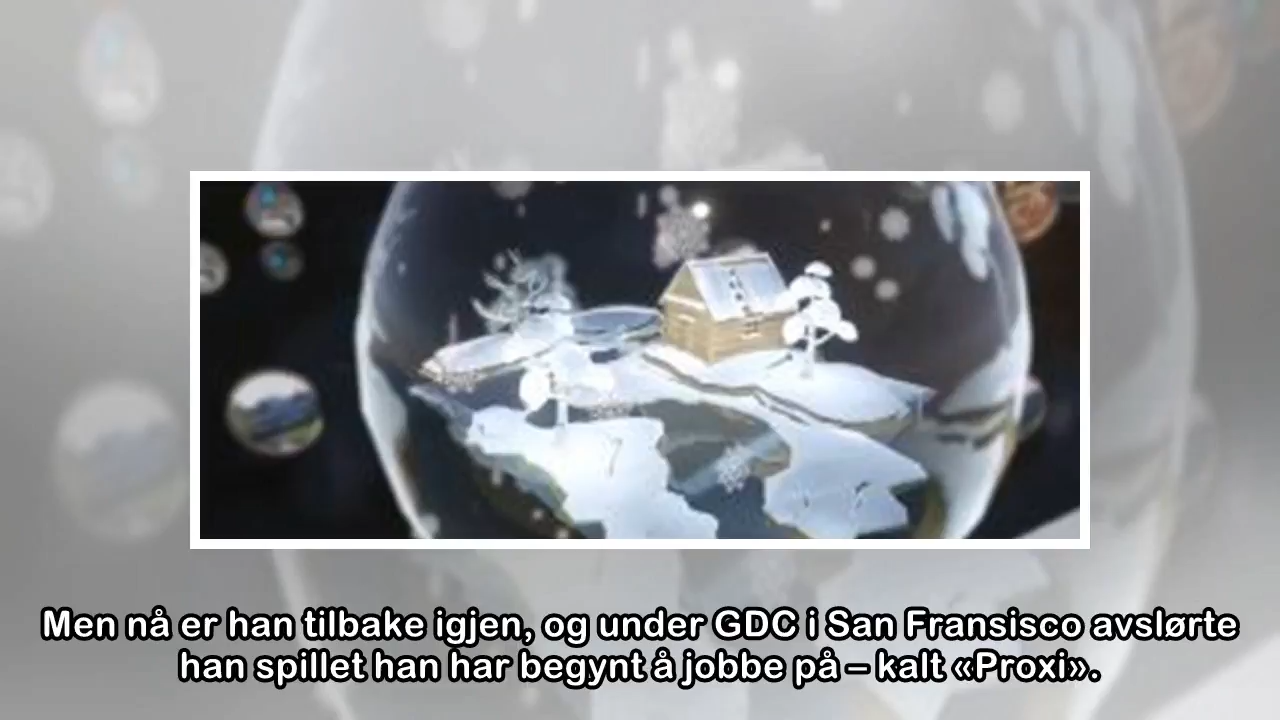 Men nå er han tilbake igjen, og under GDC i San Fransisco avslørte
han spillet han har begynt å jobbe på – kalt «Proxi».